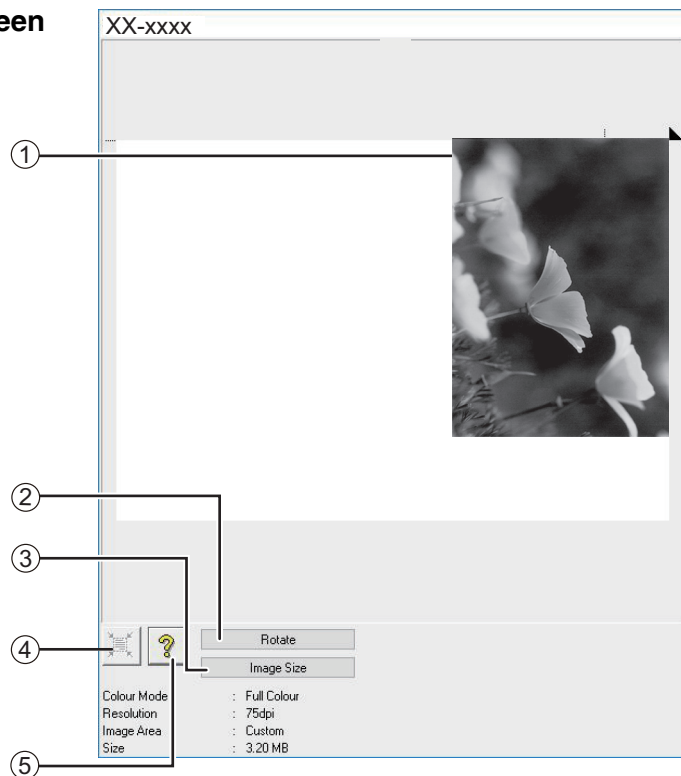 een
XX-xxxx
①
②
③
④
⑤
?
Rotate
Image Size
Colour Mode : Full Colour
Resolution : 75dpi
Image Area : Custom
Size : 3.20 MB